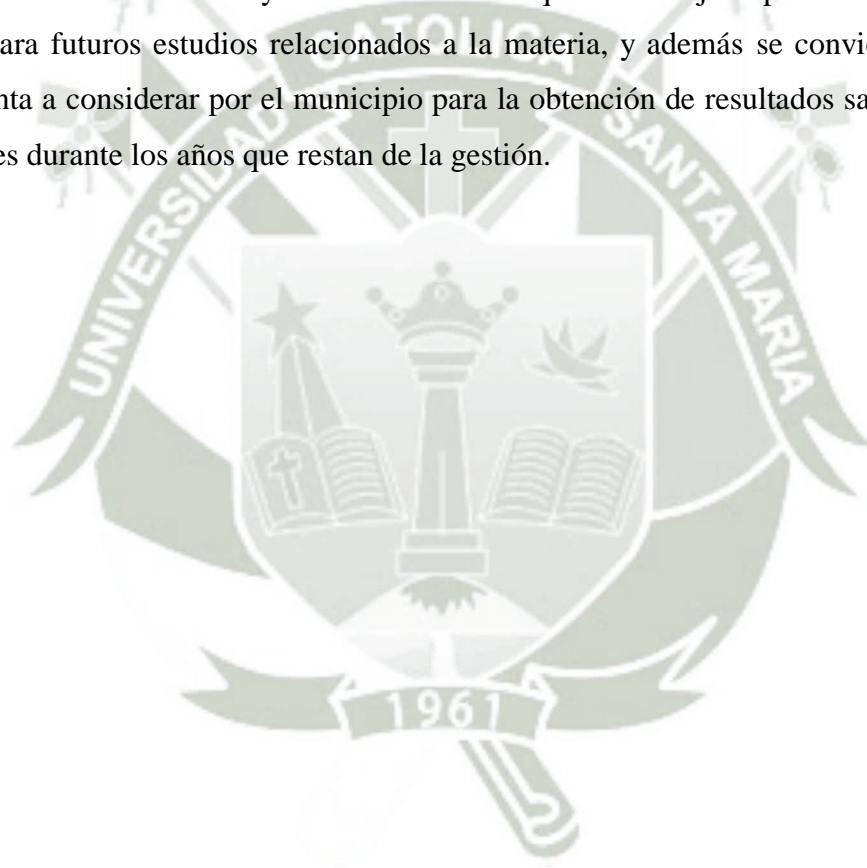 ara futuros estudios relacionados a la materia, y además se convi
nta a considerar por el municipio para la obtención de resultados sa
es durante los años que restan de la gestión.
UNIVERSIDAD CATOLICA SANTA MARIA
1961